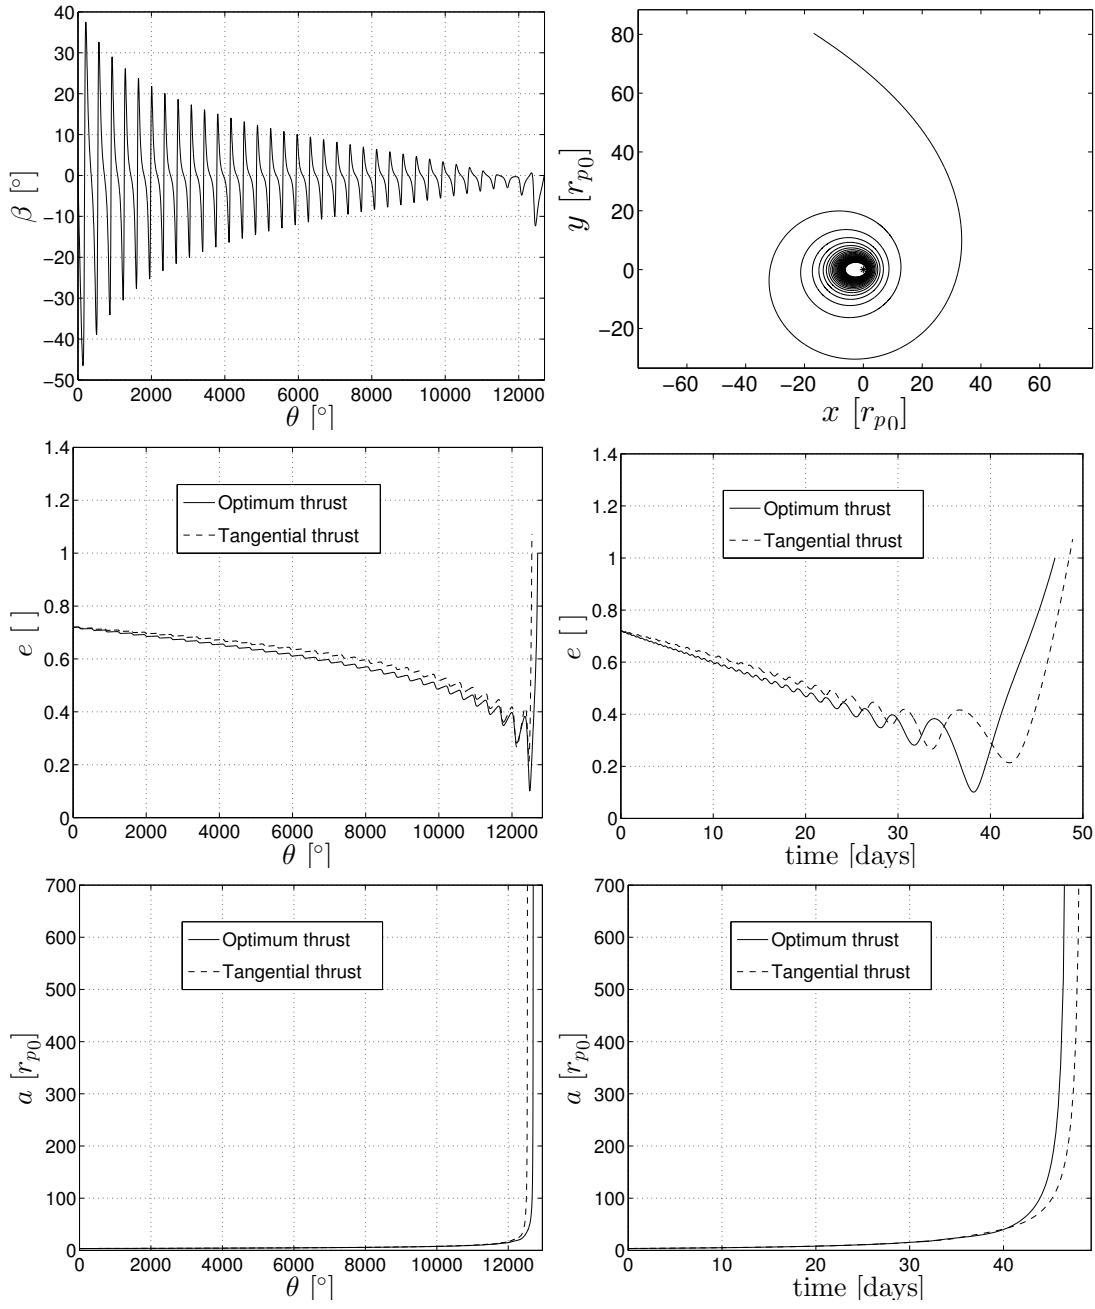 40
30
20
10
0
−10
−20
−30
−40
−50
β [°]
0 2000 4000 6000 8000 10000 12000
θ [°]
80
60
40
20
0
−20
y [r_{p_0}]
−60 −40 −20 0 20 40 60
x [r_{p_0}]
1.4
1.2
1
0.8
0.6
0.4
0.2
0
e [ ]
Optimum thrust
Tangential thrust
0 2000 4000 6000 8000 10000 12000
θ [°]
1.4
1.2
1
0.8
0.6
0.4
0.2
0
e [ ]
Optimum thrust
Tangential thrust
0 10 20 30 40 50
time [days]
700
600
500
400
300
200
100
0
a [r_{p_0}]
Optimum thrust
Tangential thrust
0 2000 4000 6000 8000 10000 12000
θ [°]
700
600
500
400
300
200
100
0
a [r_{p_0}]
Optimum thrust
Tangential thrust
0 10 20 30 40
time [days]